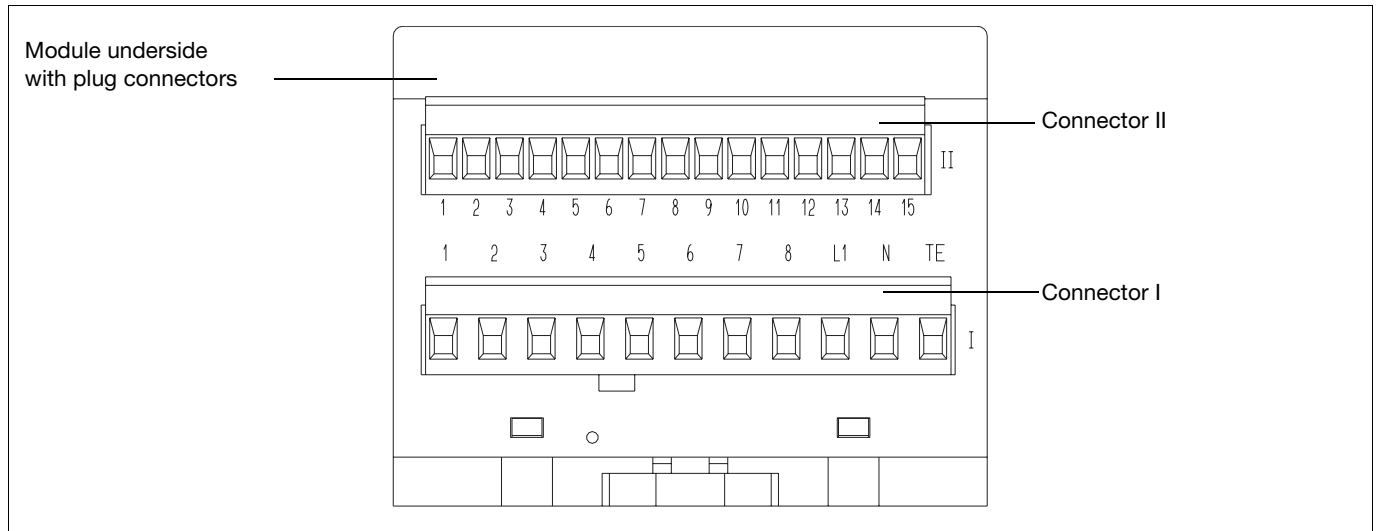 Module underside
with plug connectors
Connector II
II
1 2 3 4 5 6 7 8 9 10 11 12 13 14 15
1 2 3 4 5 6 7 8 L1 N TE
Connector I
I